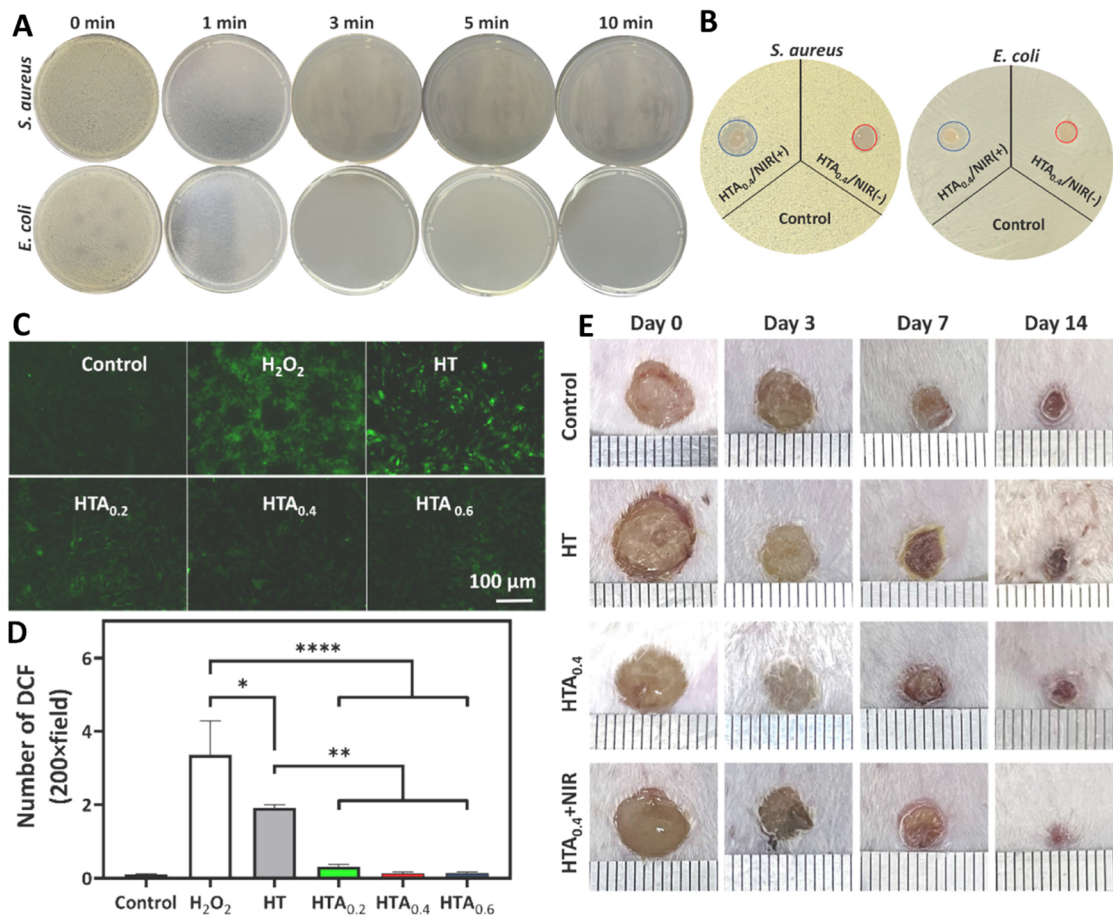 A
0 min 1 min 3 min 5 min 10 min
S. aureus
E. coli
B
S. aureus
HTA0.4/NIR(+)
HTA0.4/NIR(-)
Control
E. coli
HTA0.4/NIR(+)
HTA0.4/NIR(-)
Control
C
Control H2O2 HT
HTA0.2 HTA0.4 HTA0.6
100 μm
D
Number of DCF
(200×field)
6
4
2
0
****
*
**
Control H2O2 HT HTA0.2 HTA0.4 HTA0.6
E
Day 0 Day 3 Day 7 Day 14
Control
HT
HTA0.4
HTA0.4+NIR